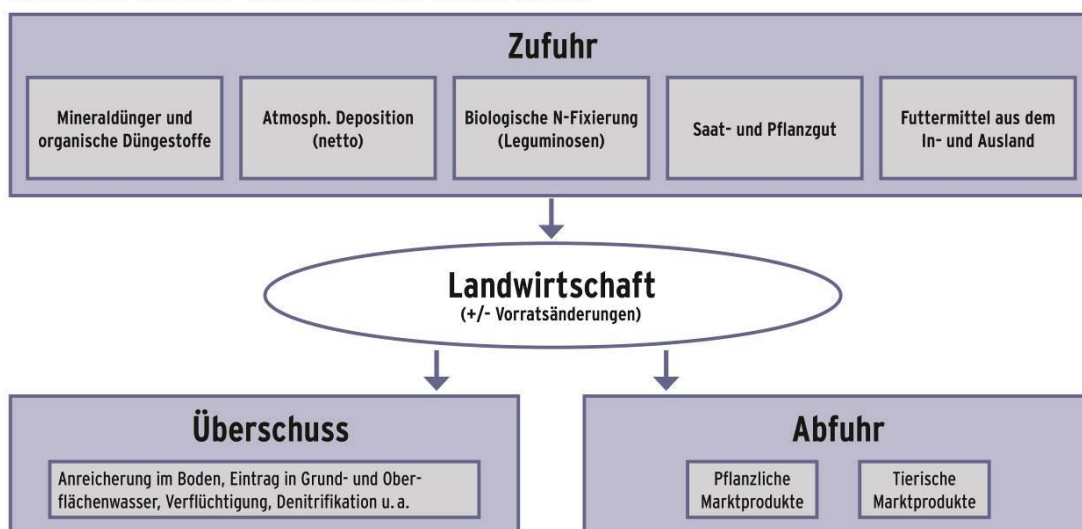 Zufuhr
Mineraldünger und
organische Düngestoffe
Atmosph. Deposition
(netto)
Biologische N-Fixierung
(Leguminosen)
Saat- und Pflanzgut
Futtermittel aus dem
In- und Ausland
Landwirtschaft
(+/- Vorratsänderungen)
Überschuss
Anreicherung im Boden, Eintrag in Grund- und Ober-
flächenwasser, Verflüchtigung, Denitrifikation u. a.
Abfuhr
Pflanzliche
Marktprodukte
Tierische
Marktprodukte